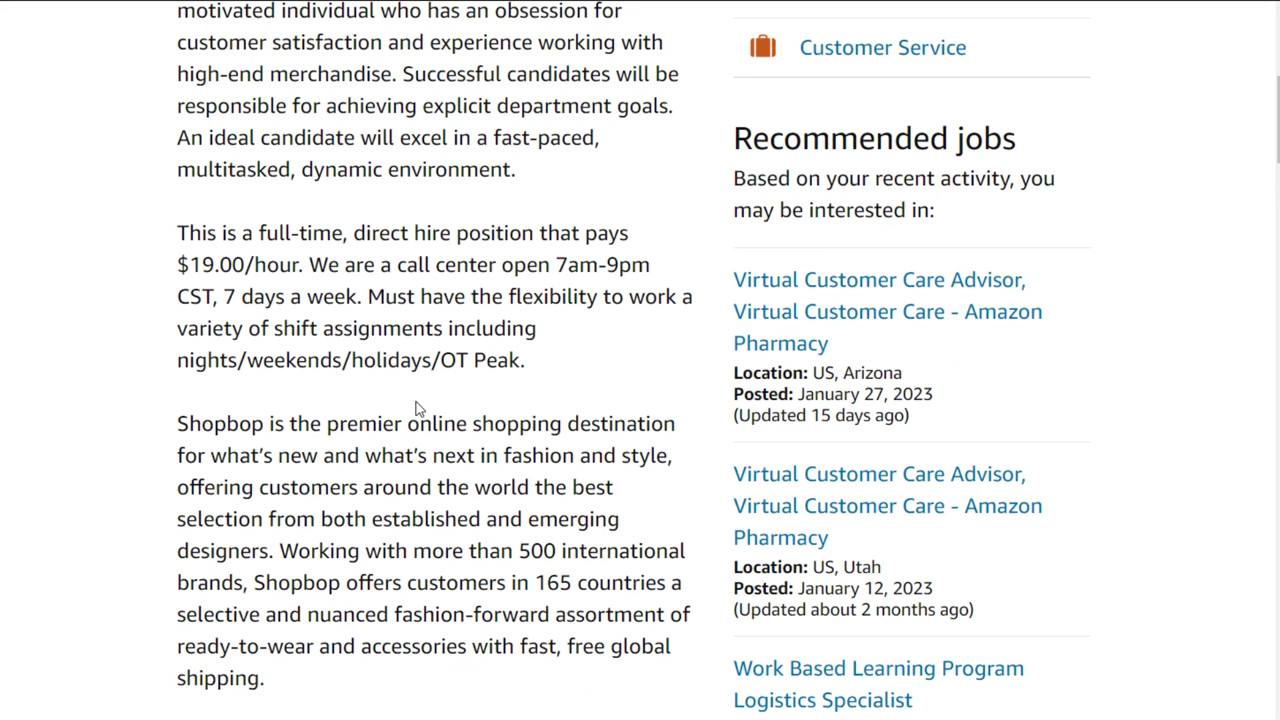 motivated individual who has an obsession for
customer satisfaction and experience working with
high-end merchandise. Successful candidates will be
responsible for achieving explicit department goals.
An ideal candidate will excel in a fast-paced,
multitasked, dynamic environment.
This is a full-time, direct hire position that pays
$19.00/hour. We are a call center open 7am-9pm
CST, 7 days a week. Must have the flexibility to work a
variety of shift assignments including
nights/weekends/holidays/OT Peak.
Shopbop is the premier online shopping destination
for what’s new and what’s next in fashion and style,
offering customers around the world the best
selection from both established and emerging
designers. Working with more than 500 international
brands, Shopbop offers customers in 165 countries a
selective and nuanced fashion-forward assortment of
ready-to-wear and accessories with fast, free global
shipping.
Customer Service
Recommended jobs
Based on your recent activity, you
may be interested in:
Virtual Customer Care Advisor,
Virtual Customer Care - Amazon
Pharmacy
Location: US, Arizona
Posted: January 27, 2023
(Updated 15 days ago)
Virtual Customer Care Advisor,
Virtual Customer Care - Amazon
Pharmacy
Location: US, Utah
Posted: January 12, 2023
(Updated about 2 months ago)
Work Based Learning Program
Logistics Specialist